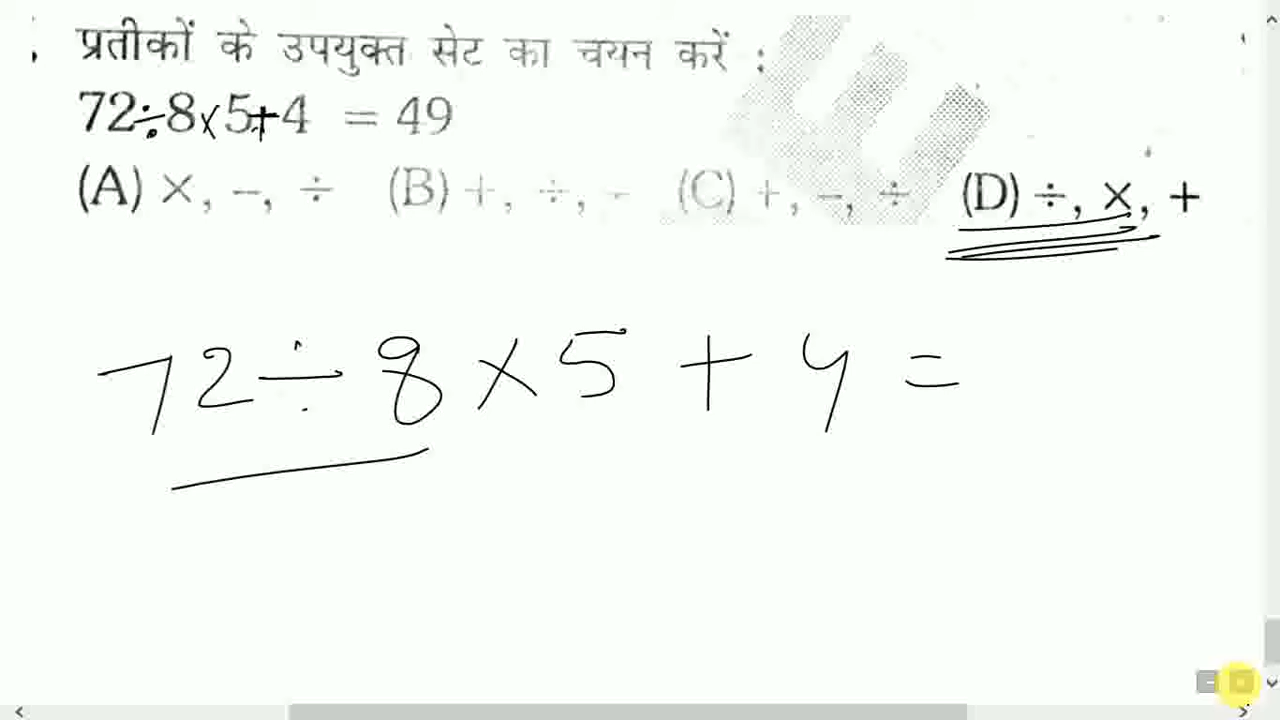 प्रतीकों के उपयुक्त सेट का चयन करें :
72÷8×5+4 = 49
(A) ×, −, ÷ (B) +, ÷, - (C) +, −, ÷ (D) ÷, ×, +
72 ÷ 8 × 5 + 4 =